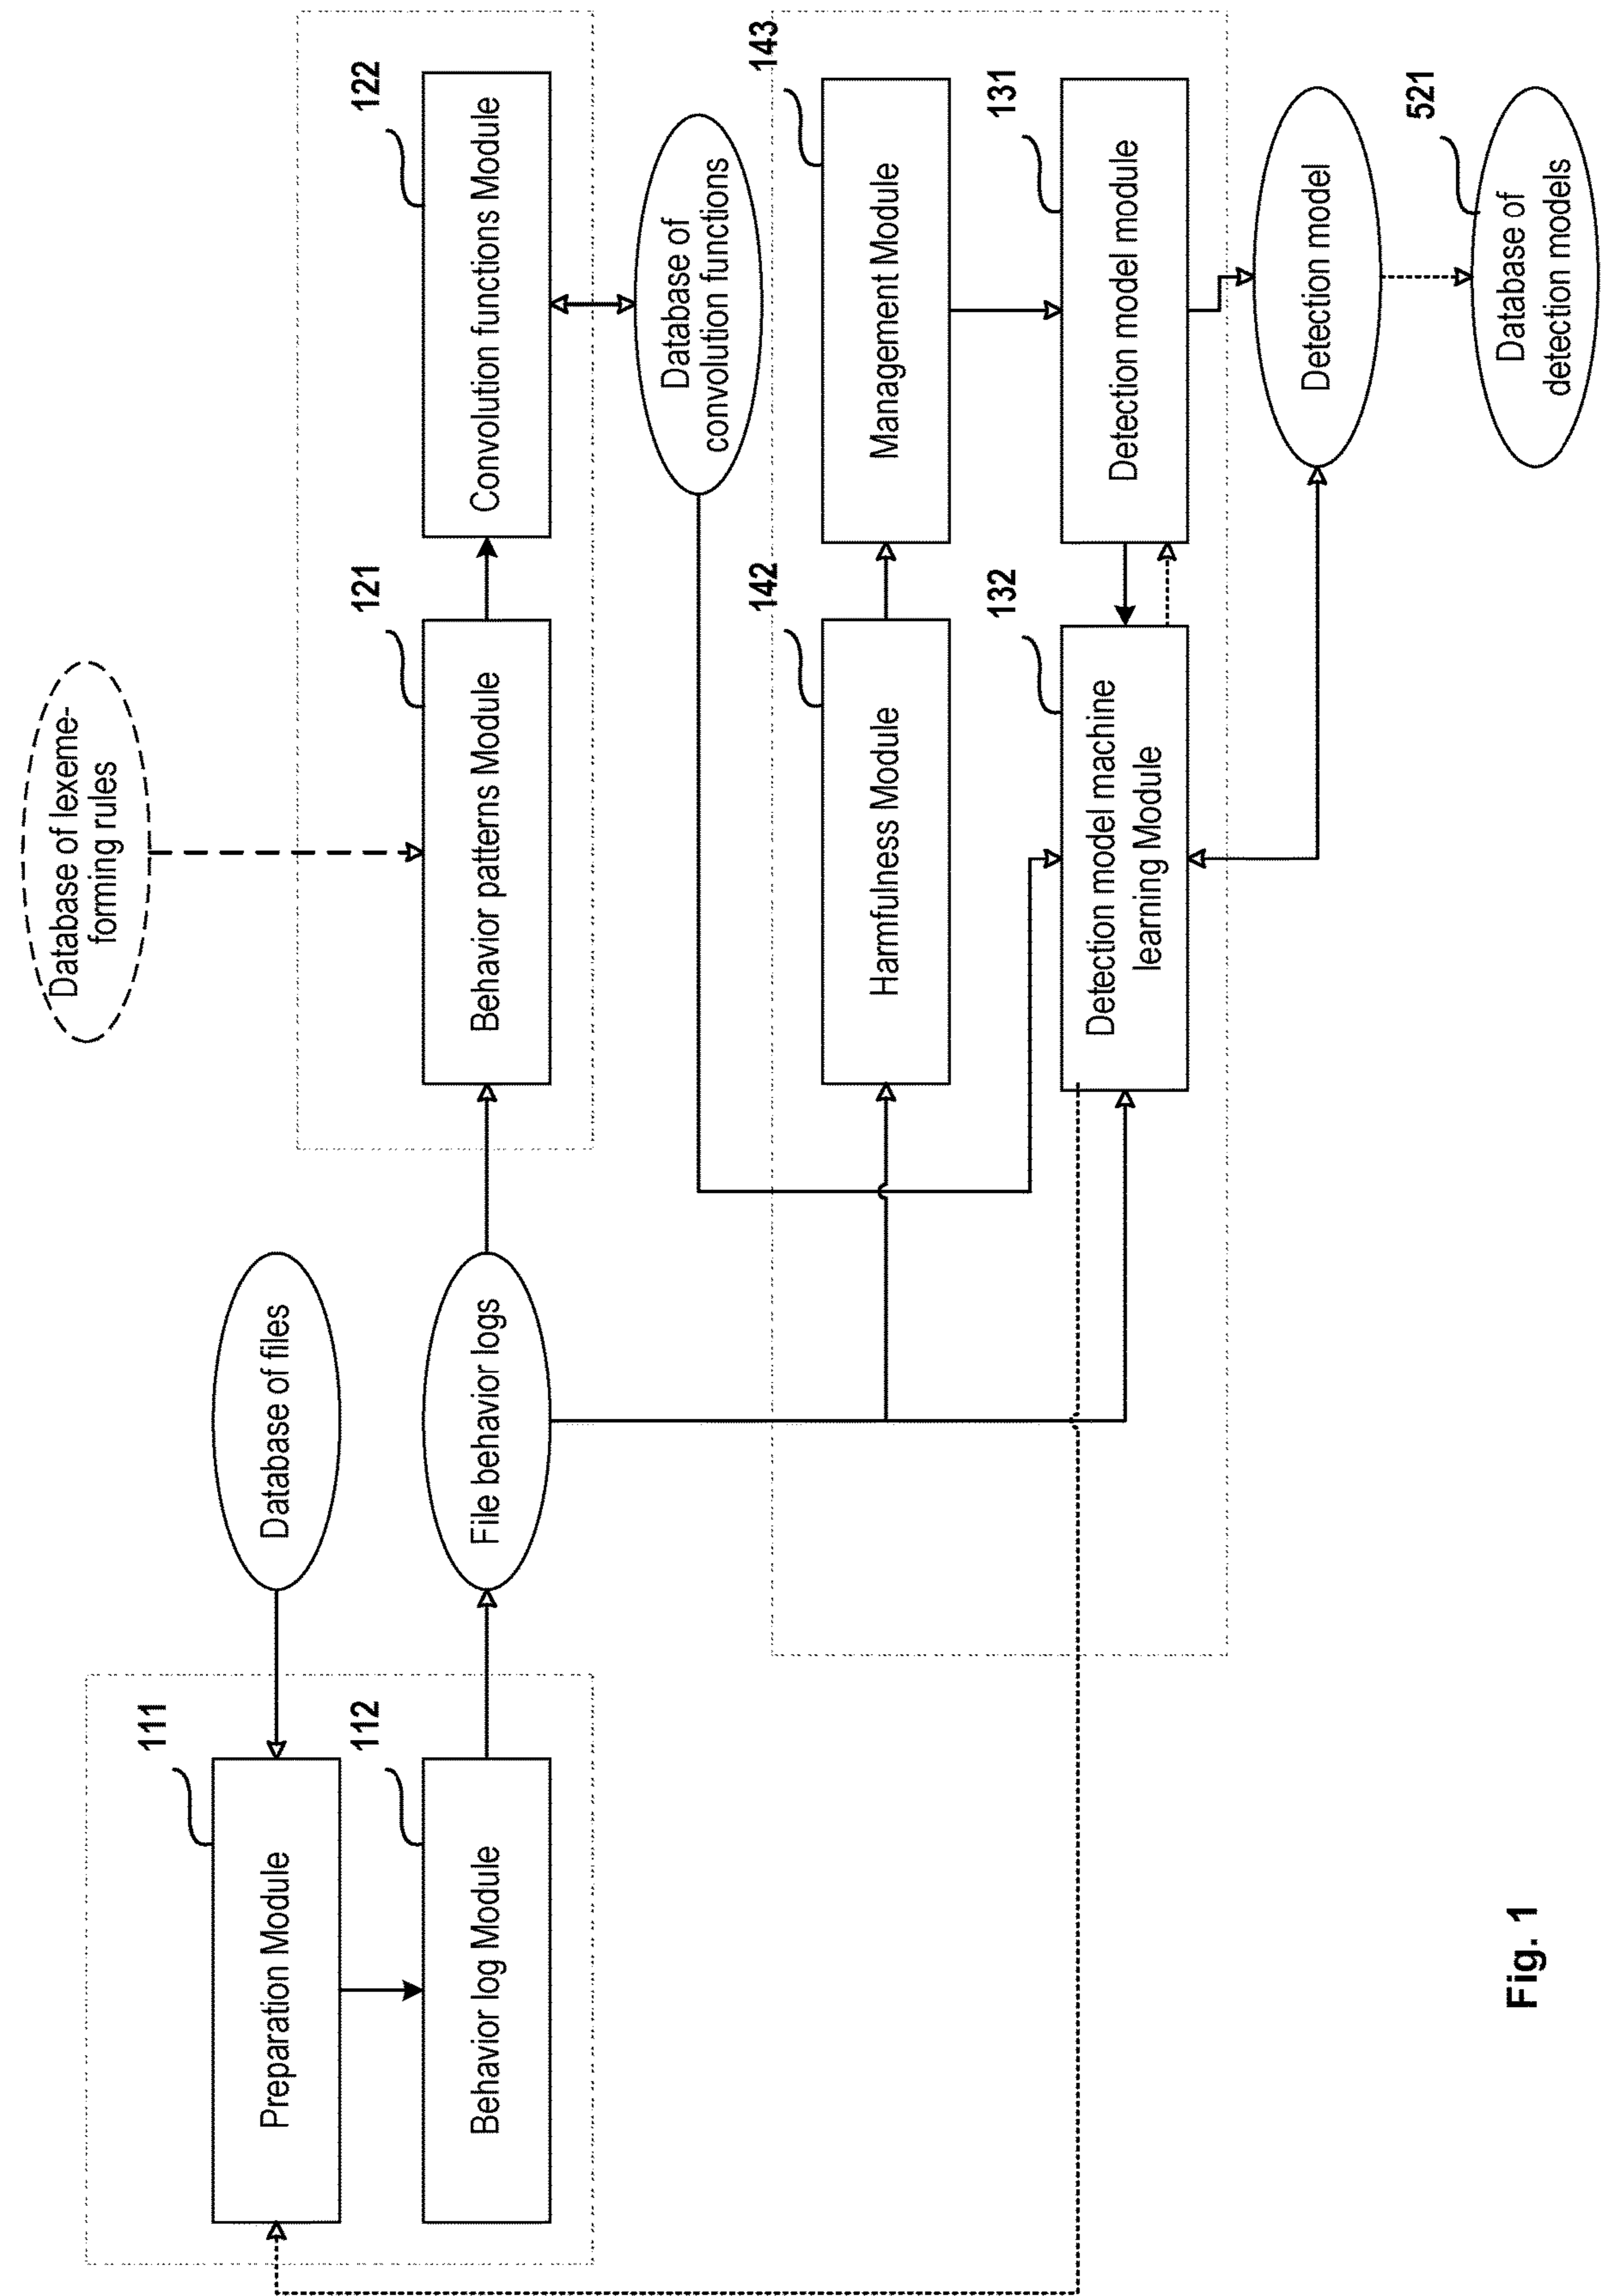 Database of lexeme-
forming rules
111
Preparation Module
Database of files
112
Behavior log Module
File behavior logs
121
Behavior patterns Module
122
Convolution functions Module
Database of
convolution functions
142
Harmfulness Module
143
Management Module
132
Detection model machine
learning Module
131
Detection model module
Detection model
521
Database of
detection models
Fig. 1